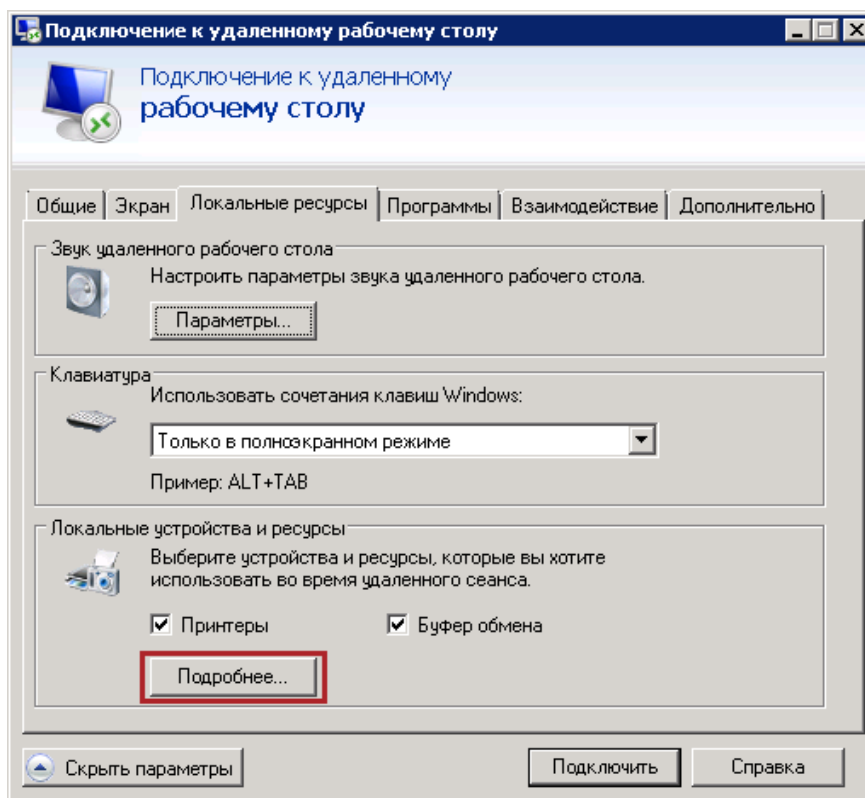 Подключение к удаленному рабочему столу
Подключение к удаленному
рабочему столу
Общие Экран Локальные ресурсы Программы Взаимодействие Дополнительно
Звук удаленного рабочего стола
Настроить параметры звука удаленного рабочего стола.
Параметры...
Клавиатура
Использовать сочетания клавиш Windows:
Только в полноэкранном режиме
Пример: ALT+TAB
Локальные устройства и ресурсы
Выберите устройства и ресурсы, которые вы хотите
использовать во время удаленного сеанса.
Принтеры Буфер обмена
Подробнее...
Скрыть параметры Подключить Справка